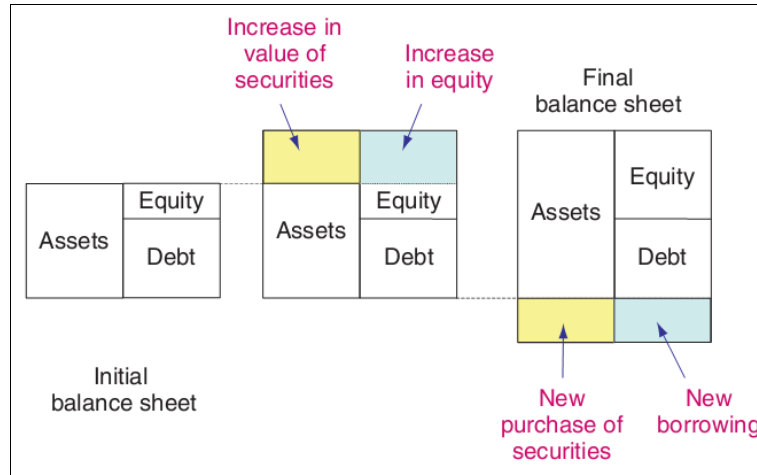 Increase in
value of
securities
Increase
in equity
Final
balance sheet
Assets
Equity
Debt
Assets
Equity
Debt
Assets
Equity
Debt
Initial
balance sheet
New
purchase of
securities
New
borrowing